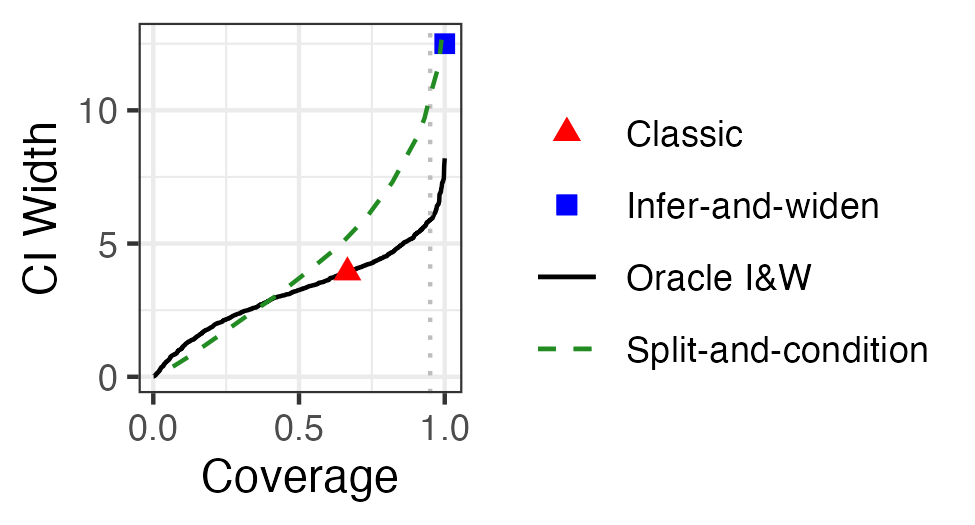 CI Width
10
5
0
0.0 0.5 1.0
Coverage
Classic
Infer-and-widen
Oracle I&W
Split-and-condition